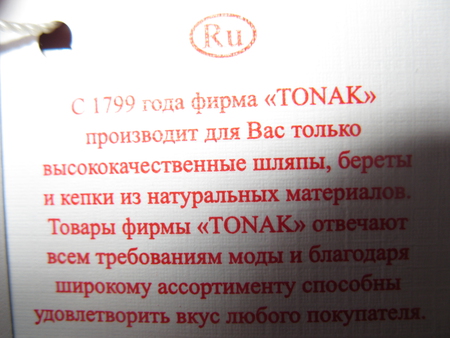 Ru
С 1799 года фирма «TONAK»
производит для Вас только
высококачественные шляпы, береты
и кепки из натуральных материалов.
Товары фирмы «TONAK» отвечают
всем требованиям моды и благодаря
широкому ассортименту способны
удовлетворить вкус любого покупателя.